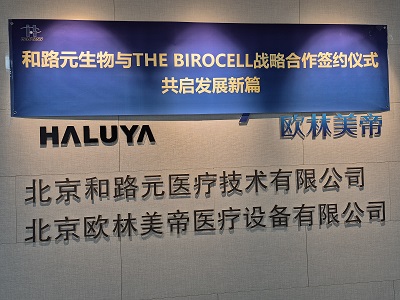 和路元生物与THE BIROCELL战略合作签约仪式
共启发展新篇
HALUYA 欧林美帝
北京和路元医疗技术有限公司
北京欧林美帝医疗设备有限公司